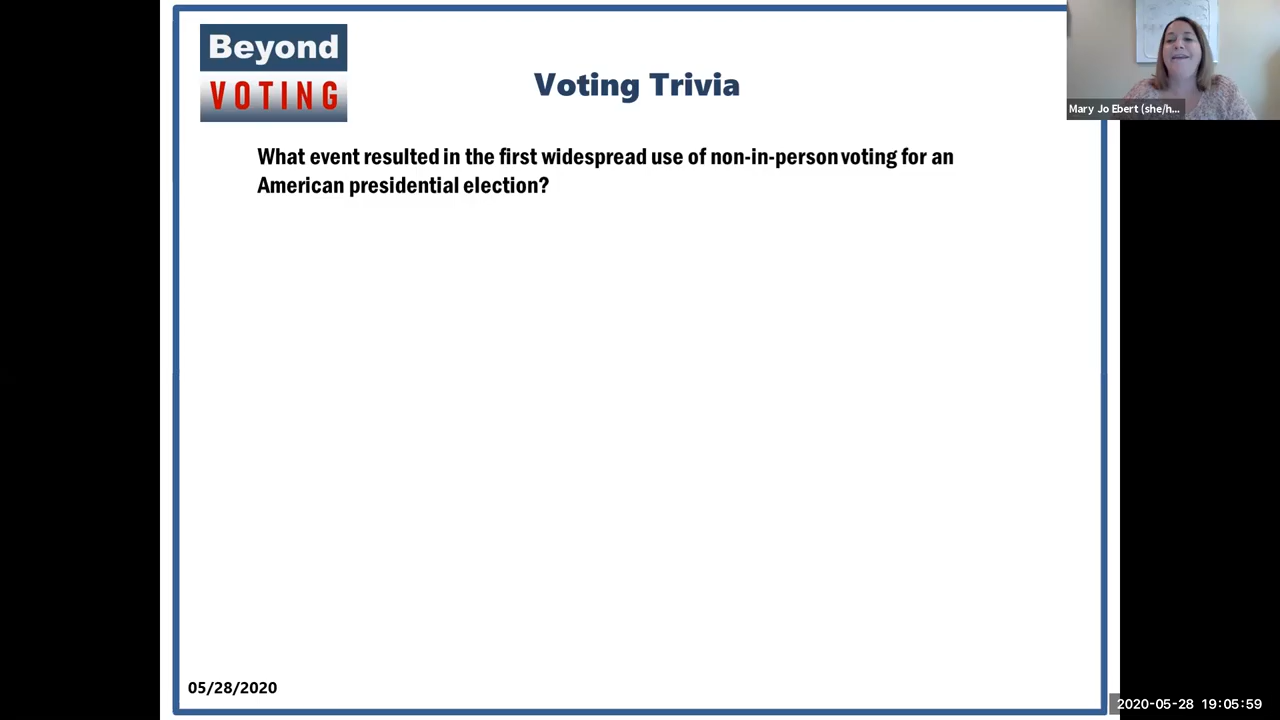 Beyond
VOTING
Voting Trivia
Mary Jo Ebert (she/h...
What event resulted in the first widespread use of non-in-person voting for an
American presidential election?
05/28/2020
2020-05-28 19:05:59